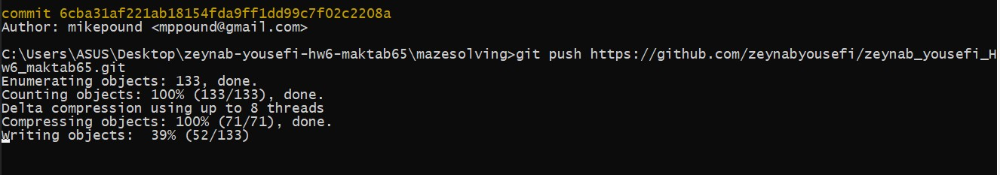 commit 6cba31af221ab18154fda9ff1dd99c7f02c2208a
Author: mikepound <mppound@gmail.com>
C:\Users\ASUS\Desktop\zeynab-yousefi-hw6-maktab65\mazesolving>git push https://github.com/zeynabyousefi/zeynab_yousefi_H
w6_maktab65.git
Enumerating objects: 133, done.
Counting objects: 100% (133/133), done.
Delta compression using up to 8 threads
Compressing objects: 100% (71/71), done.
Writing objects:  39% (52/133)